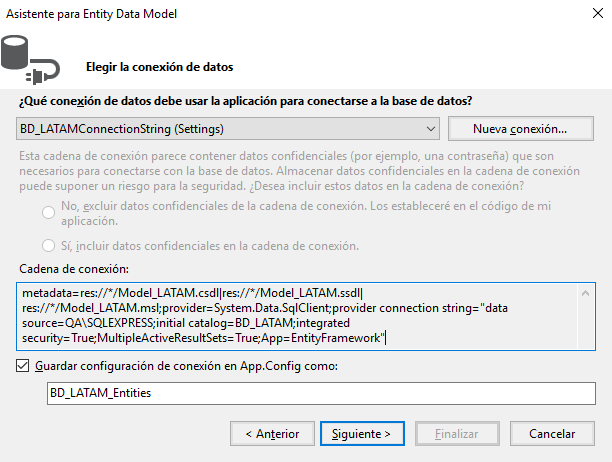 Asistente para Entity Data Model
Elegir la conexión de datos
¿Qué conexión de datos debe usar la aplicación para conectarse a la base de datos?
BD_LATAMConnectionString (Settings)
Nueva conexión...
Esta cadena de conexión parece contener datos confidenciales (por ejemplo, una contraseña) que son
necesarios para conectarse con la base de datos. Almacenar datos confidenciales en la cadena de conexión
puede suponer un riesgo para la seguridad. ¿Desea incluir estos datos en la cadena de conexión?
No, excluir datos confidenciales de la cadena de conexión. Los estableceré en el código de mi
aplicación.
Sí, incluir datos confidenciales en la cadena de conexión.
Cadena de conexión:
metadata=res://*/Model_LATAM.csdl|res://*/Model_LATAM.ssdl|
res://*/Model_LATAM.msl;provider=System.Data.SqlClient;provider connection string="data
source=QA\SQLEXPRESS;initial catalog=BD_LATAM;integrated
security=True;MultipleActiveResultSets=True;App=EntityFramework"
Guardar configuración de conexión en App.Config como:
BD_LATAM_Entities
< Anterior
Siguiente >
Finalizar
Cancelar